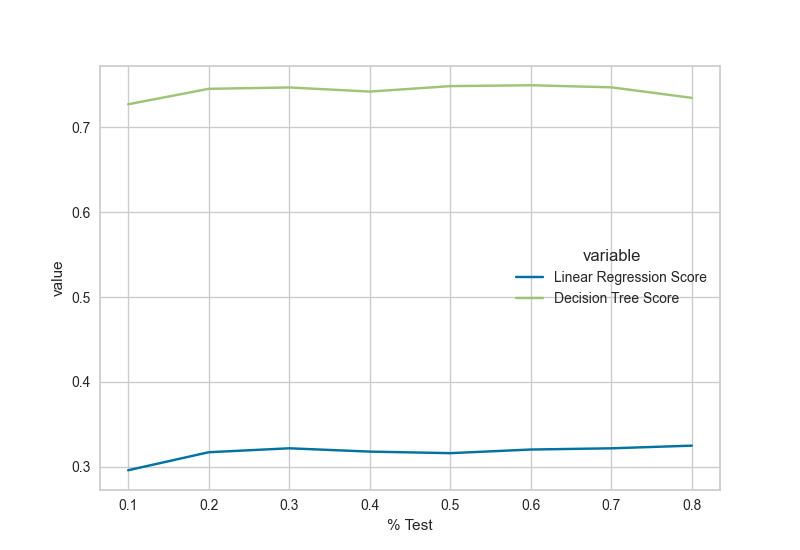 0.7
0.6
0.5
0.4
0.3
value
variable
Linear Regression Score
Decision Tree Score
0.1 0.2 0.3 0.4 0.5 0.6 0.7 0.8
% Test